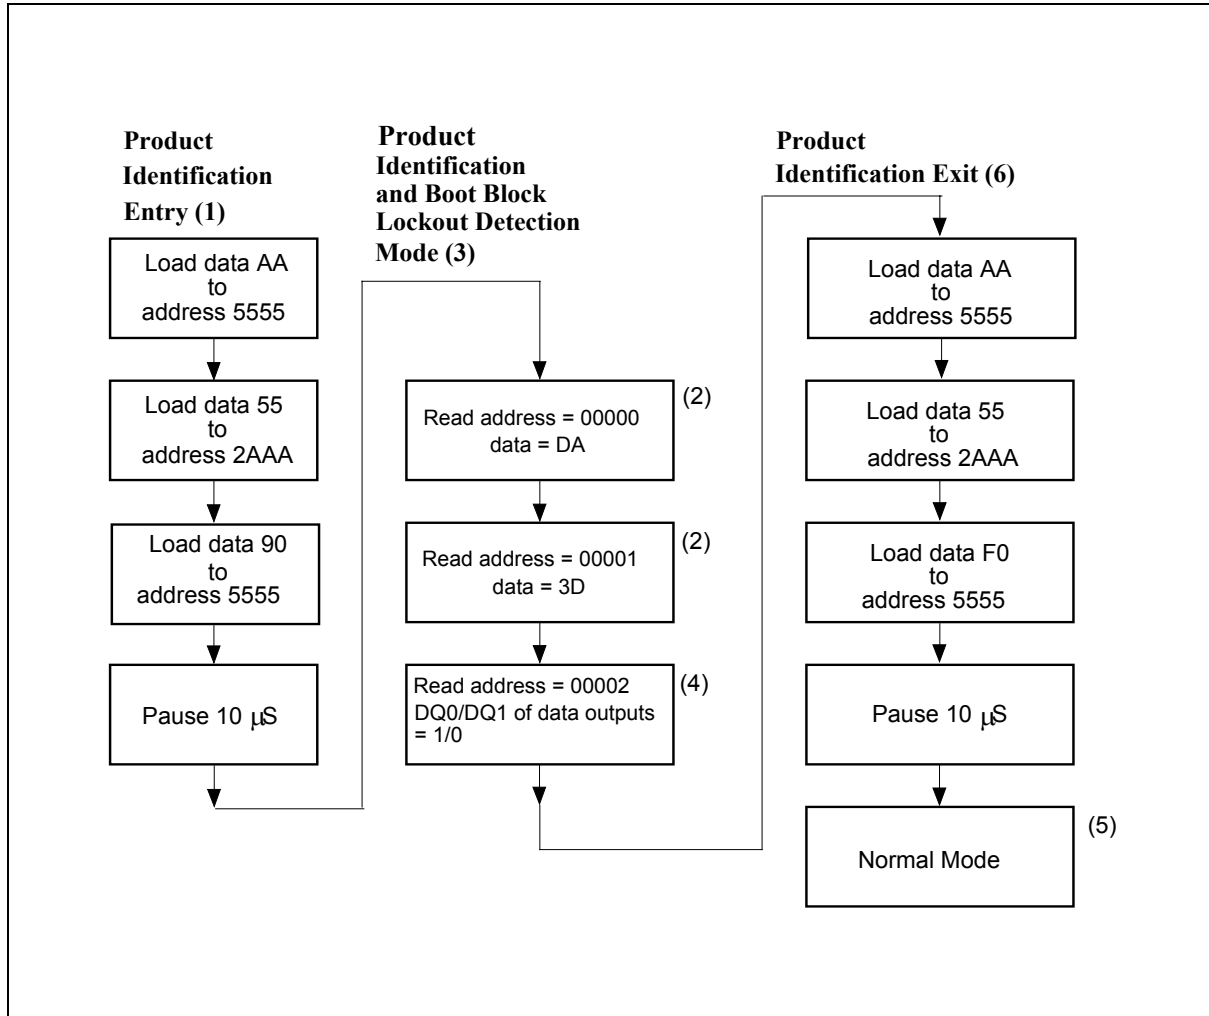 Product
Identification
Entry (1)
Load data AA
to
address 5555
Load data 55
to
address 2AAA
Load data 90
to
address 5555
Pause 10 μS
Product
Identification
and Boot Block
Lockout Detection
Mode (3)
Read address = 00000
data = DA
(2)
Read address = 00001
data = 3D
(2)
Read address = 00002
DQ0/DQ1 of data outputs
= 1/0
(4)
Product
Identification Exit (6)
Load data AA
to
address 5555
Load data 55
to
address 2AAA
Load data F0
to
address 5555
Pause 10 μS
Normal Mode
(5)